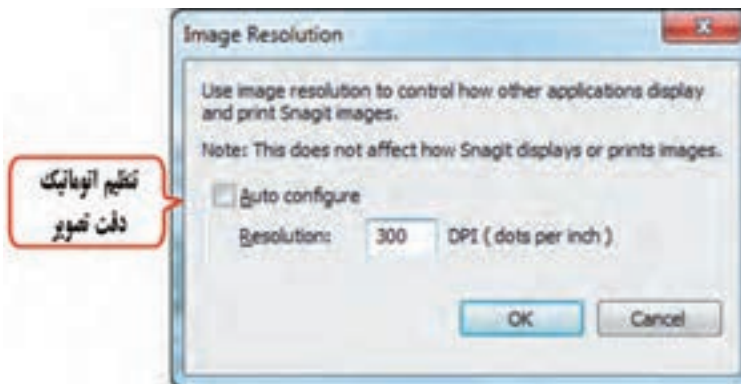 Image Resolution
Use image resolution to control how other applications display
and print Snagit images.
Note: This does not affect how Snagit displays or prints images.
تنظیم اتوماتیک
دقت تصویر
Auto configure
Resolution: 300 DPI ( dots per inch )
OK Cancel